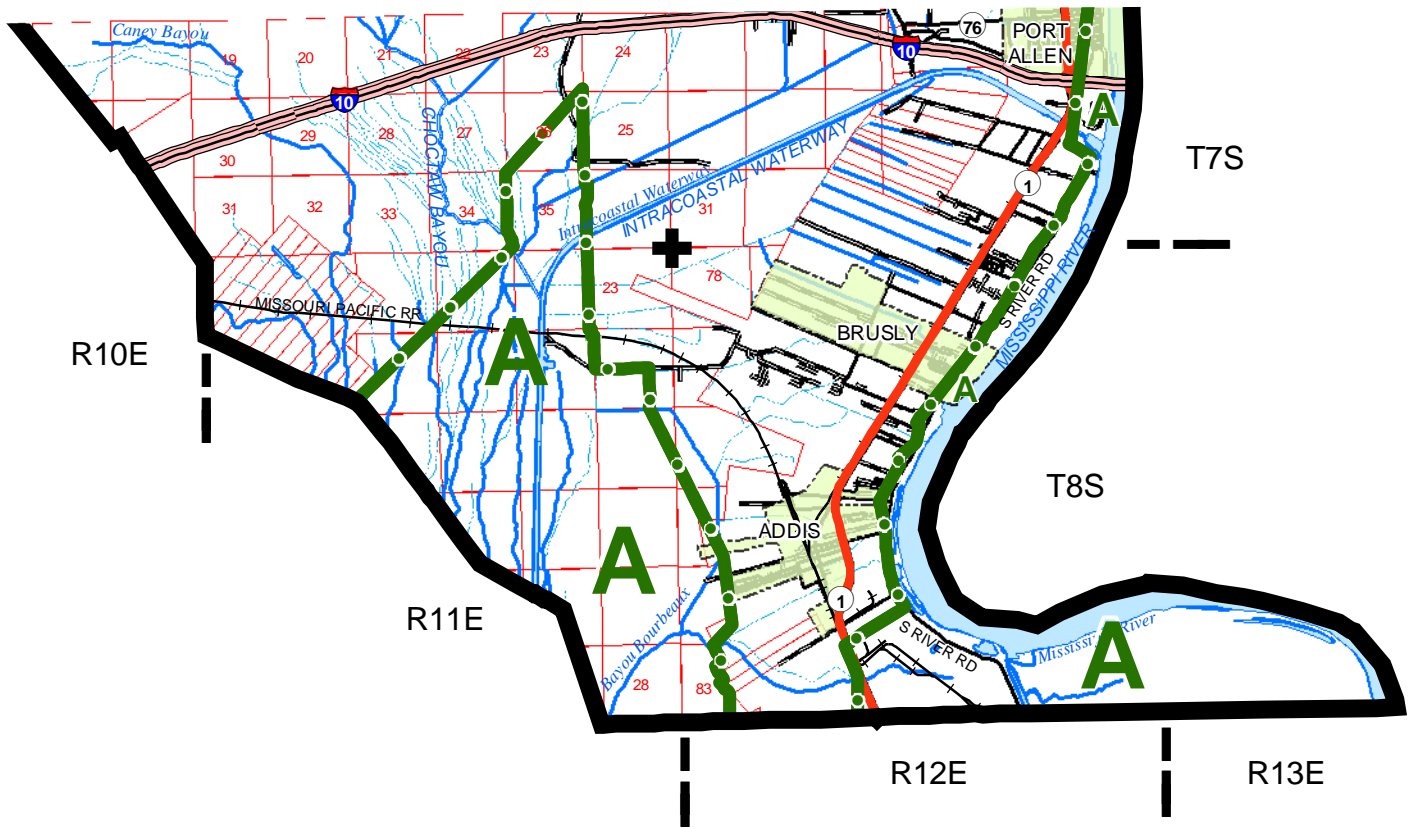 Caney Bayou
76
PORT
ALLEN
19
20
21
22
23
24
10
10
A
CHOCTAW BAYOU
29
28
27
26
25
30
T7S
1
Intracoastal Waterway
INTRACOASTAL WATERWAY
31
32
33
34
35
31
S RIVER RD
MISSISSIPPI RIVER
78
23
MISSOURI PACIFIC RR
BRUSLY
R10E
A
A
T8S
ADDIS
A
1
R11E
Bayou Bourbeaux
S RIVER RD
Mississippi River
A
28
83
R12E
R13E